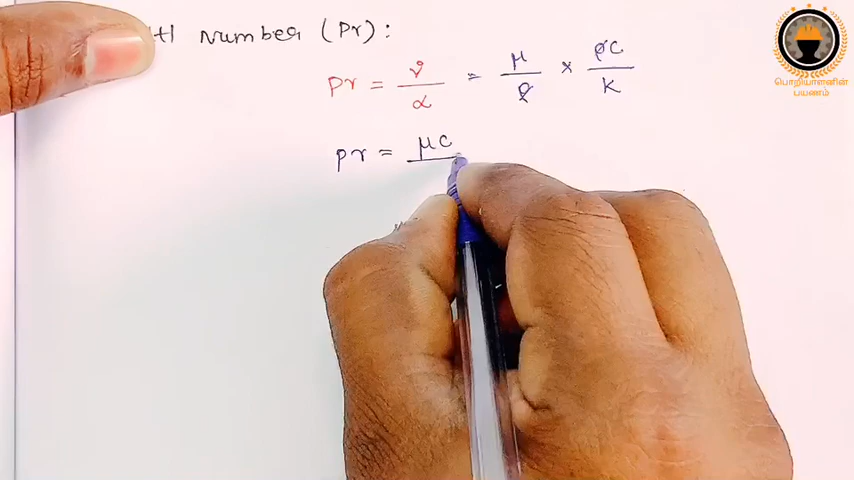 Number (Pr):
Pr = ν/α = μ/ρ × ρc/k
Pr = μc
பொறியாளனின்
பயணம்